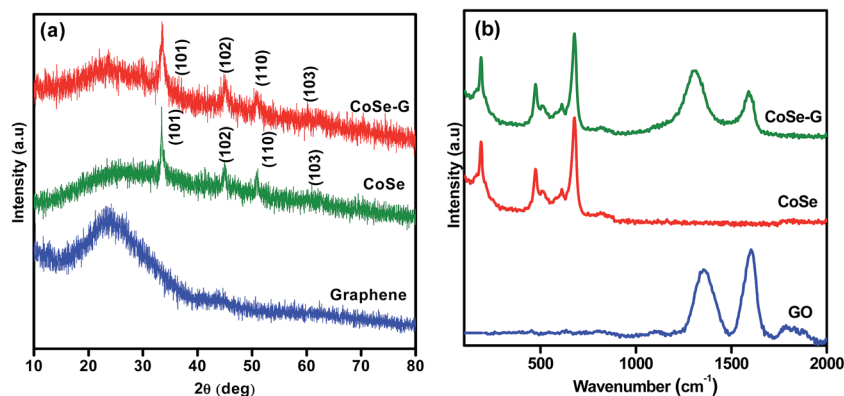 (a)
(101)
(102)
(110)
(103)
CoSe-G
(101)
(102)
(110)
(103)
CoSe
Graphene
Intensity (a.u)
10 20 30 40 50 60 70 80
2θ (deg)
(b)
CoSe-G
CoSe
GO
Intensity (a.u)
500 1000 1500 2000
Wavenumber (cm⁻¹)